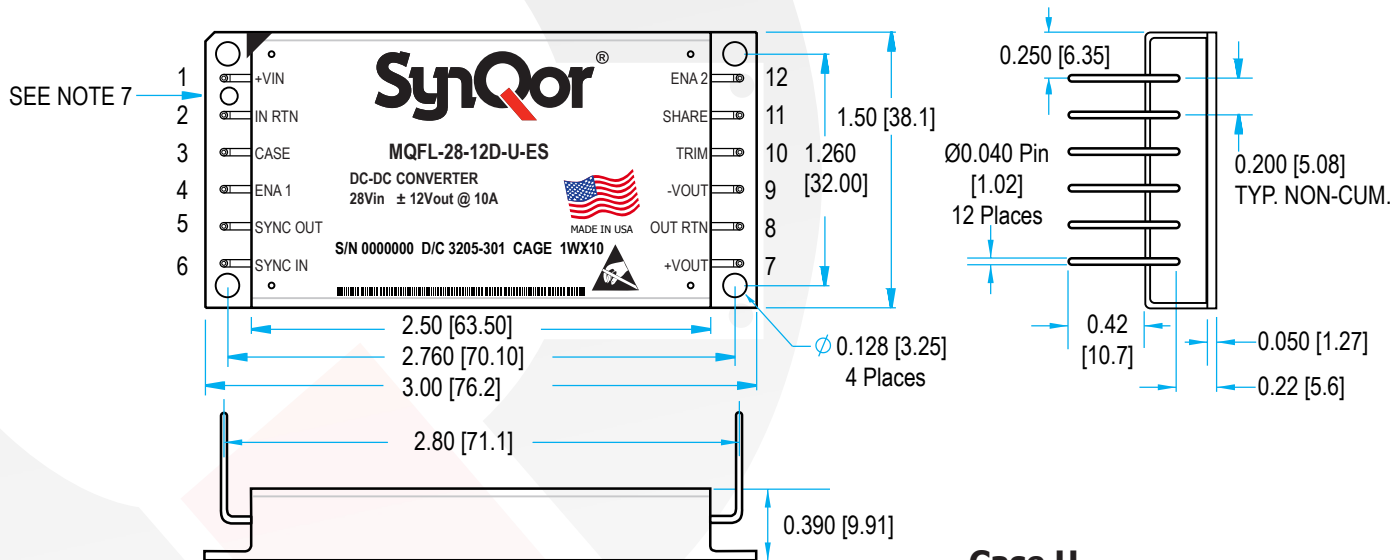 SynQor®
MQFL-28-12D-U-ES
DC-DC CONVERTER
28Vin ± 12Vout @ 10A
MADE IN USA
S/N 0000000 D/C 3205-301 CAGE 1WX10
SEE NOTE 7
1 +VIN
2 IN RTN
3 CASE
4 ENA 1
5 SYNC OUT
6 SYNC IN
ENA 2 12
SHARE 11
TRIM 10
-VOUT 9
OUT RTN 8
+VOUT 7
1.260
[32.00]
1.50 [38.1]
2.50 [63.50]
2.760 [70.10]
3.00 [76.2]
Ø 0.128 [3.25]
4 Places
0.250 [6.35]
Ø0.040 Pin
[1.02]
12 Places
0.200 [5.08]
TYP. NON-CUM.
0.42
[10.7]
0.050 [1.27]
0.22 [5.6]
2.80 [71.1]
0.390 [9.91]